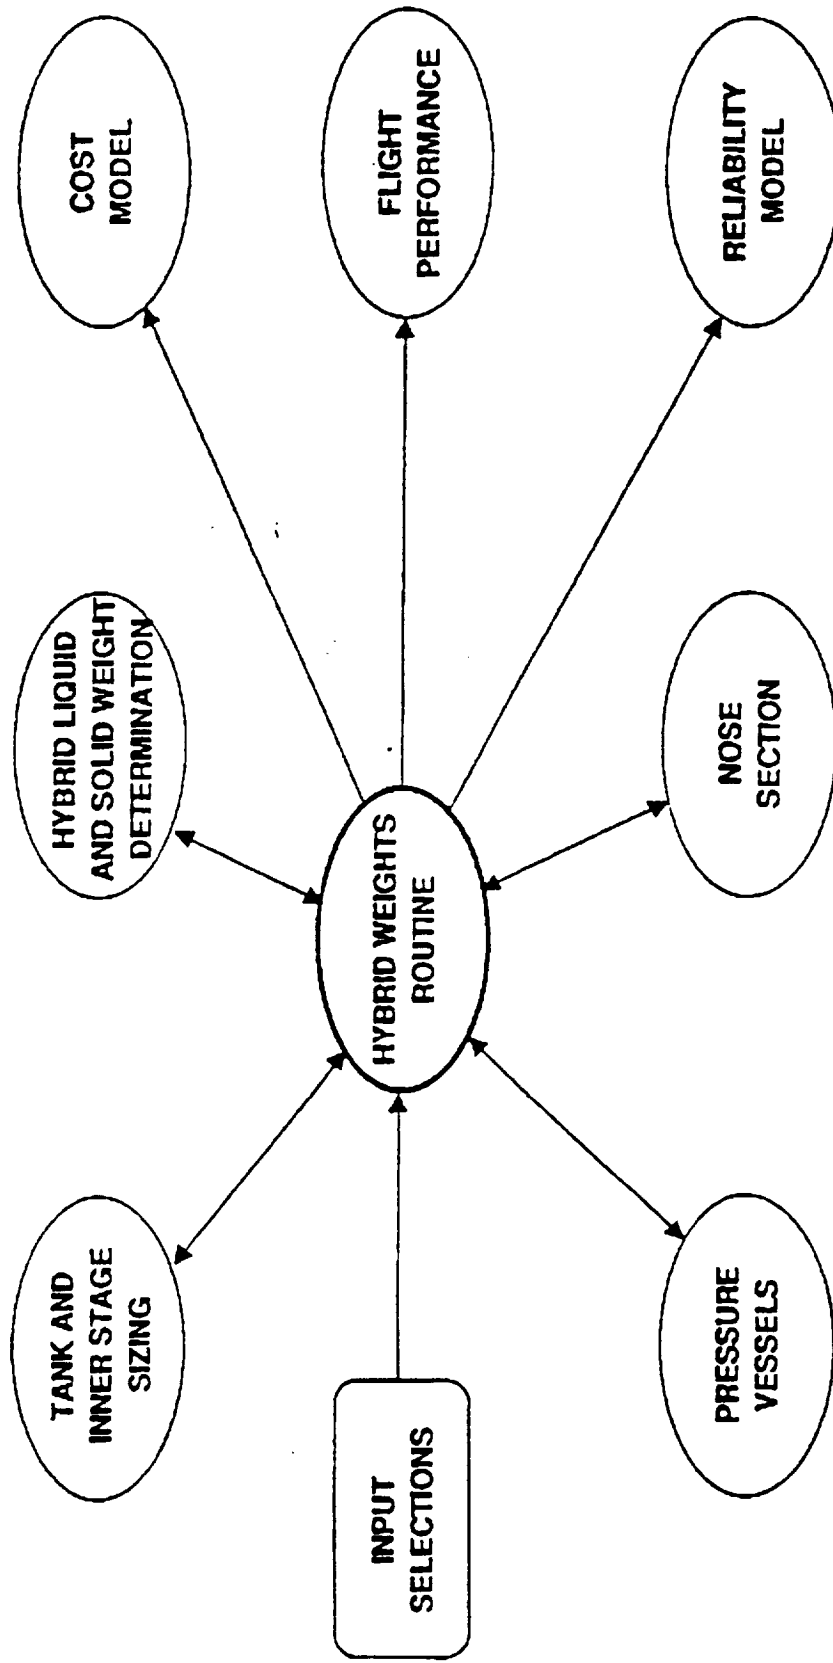 TANK AND
INNER STAGE
SIZING
HYBRID LIQUID
AND SOLID WEIGHT
DETERMINATION
COST
MODEL
INPUT
SELECTIONS
HYBRID WEIGHTS
ROUTINE
FLIGHT
PERFORMANCE
PRESSURE
VESSELS
NOSE
SECTION
RELIABILITY
MODEL